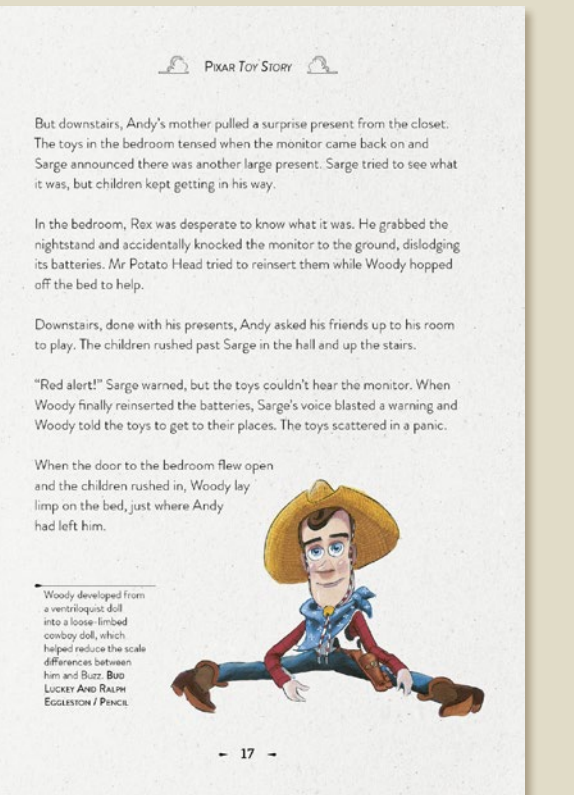 PIXAR TOY STORY
But downstairs, Andy's mother pulled a surprise present from the closet.
The toys in the bedroom tensed when the monitor came back on and
Sarge announced there was another large present. Sarge tried to see what
it was, but children kept getting in his way.
In the bedroom, Rex was desperate to know what it was. He grabbed the
nightstand and accidentally knocked the monitor to the ground, dislodging
its batteries. Mr Potato Head tried to reinsert them while Woody hopped
off the bed to help.
Downstairs, done with his presents, Andy asked his friends up to his room
to play. The children rushed past Sarge in the hall and up the stairs.
"Red alert!" Sarge warned, but the toys couldn't hear the monitor. When
Woody finally reinserted the batteries, Sarge's voice blasted a warning and
Woody told the toys to get to their places. The toys scattered in a panic.
When the door to the bedroom flew open
and the children rushed in, Woody lay
limp on the bed, just where Andy
had left him.
Woody developed from
a ventriloquist doll
into a loose-limbed
cowboy doll, which
helped reduce the scale
differences between
him and Buzz. BUD
LUCKEY AND RALPH
EGGLESTON / PENCIL
17